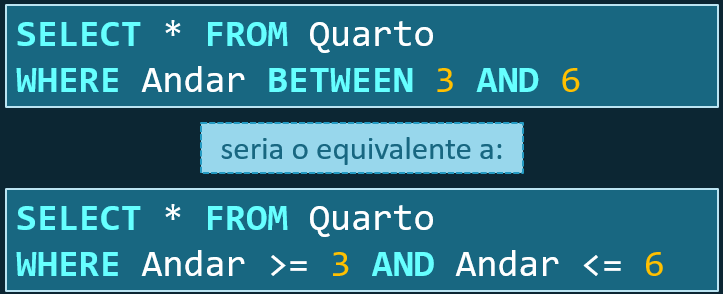 SELECT * FROM Quarto
WHERE Andar BETWEEN 3 AND 6
seria o equivalente a:
SELECT * FROM Quarto
WHERE Andar >= 3 AND Andar <= 6